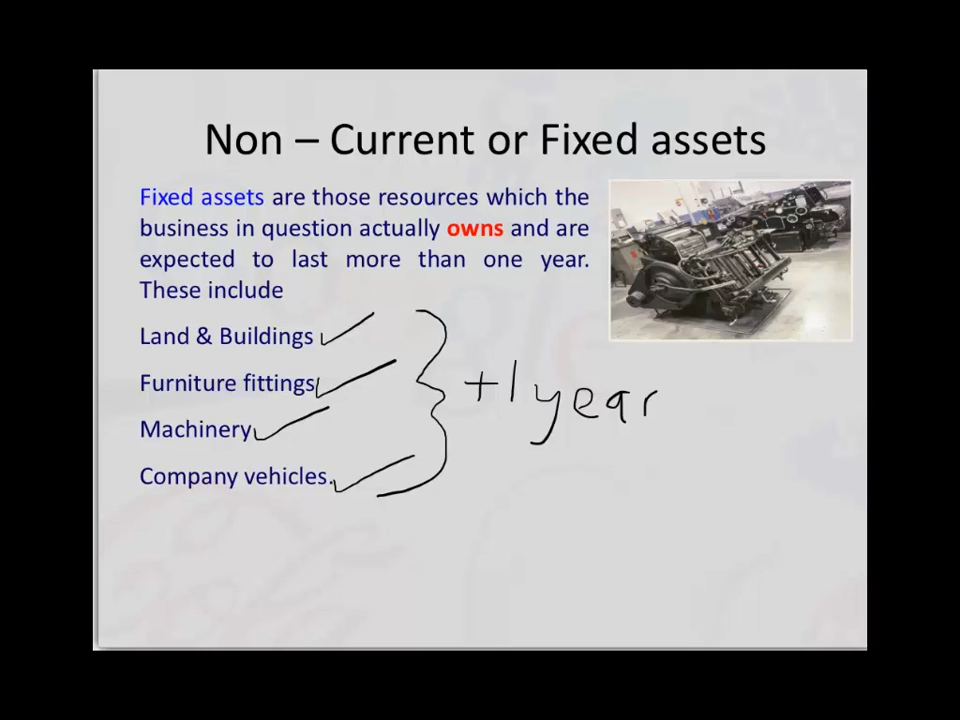 Non – Current or Fixed assets
Fixed assets are those resources which the
business in question actually owns and are
expected to last more than one year.
These include
Land & Buildings
Furniture fittings
Machinery
Company vehicles.
+1 year